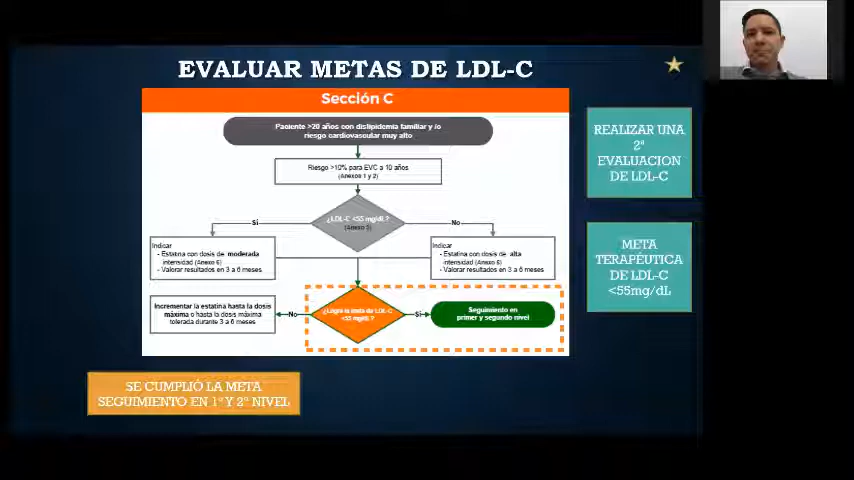 EVALUAR METAS DE LDL-C
Sección C
Paciente >20 años con dislipidemia familiar y /o
riesgo cardiovascular muy alto
Riesgo >10% para EVC a 10 años
(Anexos 1 y 2)
¿LDL-C <55 mg/dL?
(Anexo 3)
Sí
No
Indicar
- Estatina con dosis de moderada
intensidad (Anexo 6)
- Valorar resultados en 3 a 6 meses
Indicar
- Estatina con dosis de alta
intensidad (Anexo 6)
- Valorar resultados en 3 a 6 meses
Incrementar la estatina hasta la dosis
máxima o hasta la dosis máxima
tolerada durante 3 a 6 meses
No
¿Logra la meta de LDL-C
<55 mg/dL?
Sí
Seguimiento en
primer y segundo nivel
REALIZAR UNA
2ª
EVALUACION
DE LDL-C
META
TERAPÉUTICA
DE LDL-C
<55mg/dL
SE CUMPLIÓ LA META
SEGUIMIENTO EN 1º Y 2º NIVEL